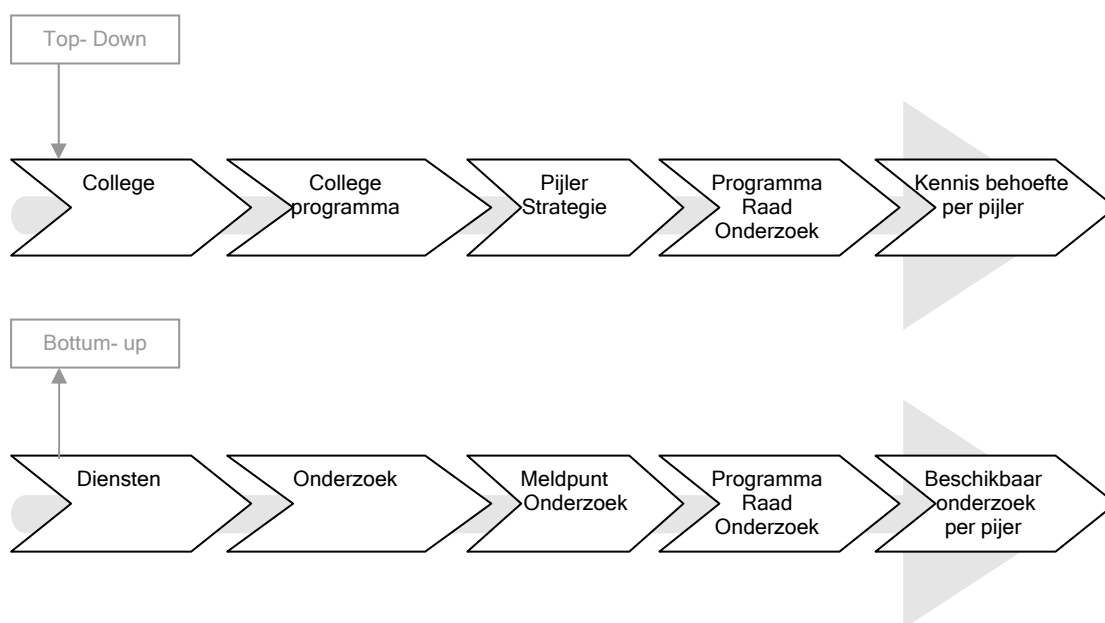 Top- Down
College
College
programma
Pijler
Strategie
Programma
Raad
Onderzoek
Kennis behoefte
per pijler
Bottum- up
Diensten
Onderzoek
Meldpunt
Onderzoek
Programma
Raad
Onderzoek
Beschikbaar
onderzoek
per pijer